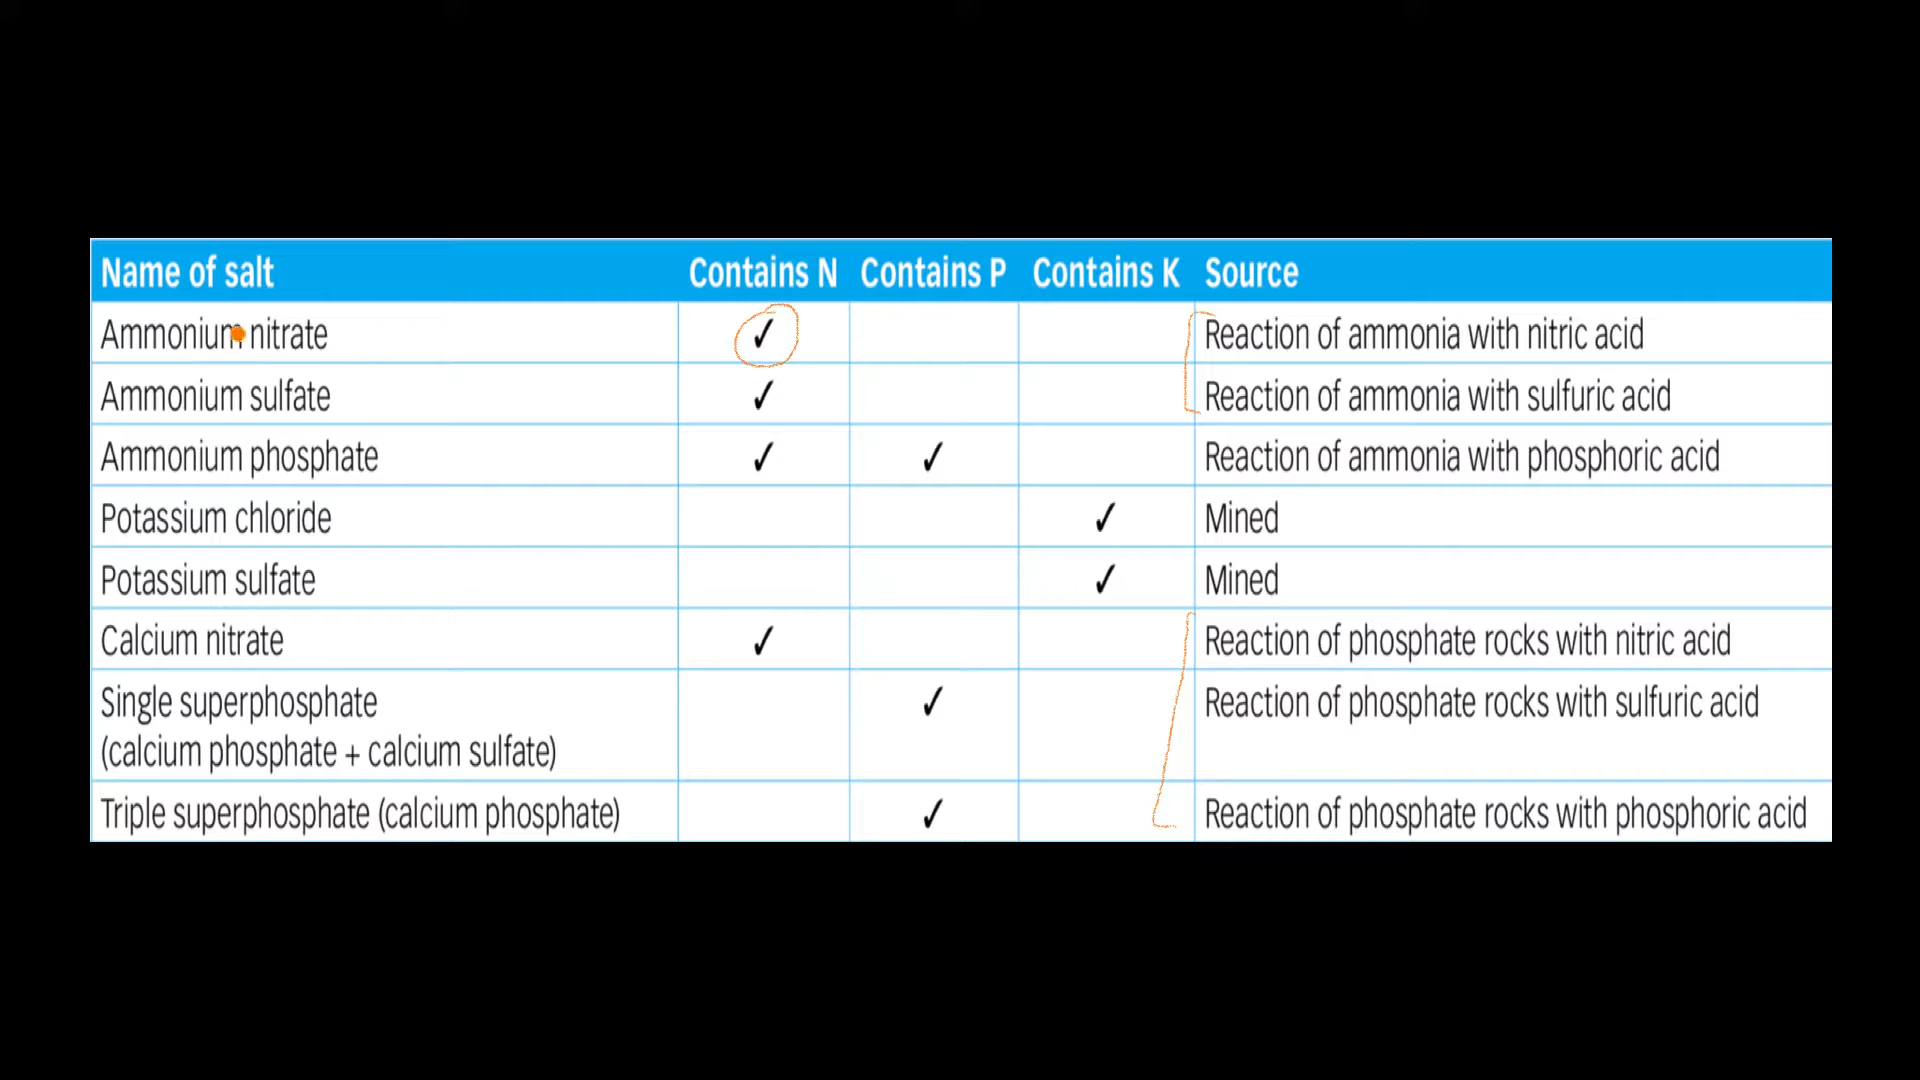 Name of salt Contains N Contains P Contains K Source
Ammonium nitrate ✓ Reaction of ammonia with nitric acid
Ammonium sulfate ✓ Reaction of ammonia with sulfuric acid
Ammonium phosphate ✓ ✓ Reaction of ammonia with phosphoric acid
Potassium chloride ✓ Mined
Potassium sulfate ✓ Mined
Calcium nitrate ✓ Reaction of phosphate rocks with nitric acid
Single superphosphate ✓ Reaction of phosphate rocks with sulfuric acid
(calcium phosphate + calcium sulfate)
Triple superphosphate (calcium phosphate) ✓ Reaction of phosphate rocks with phosphoric acid